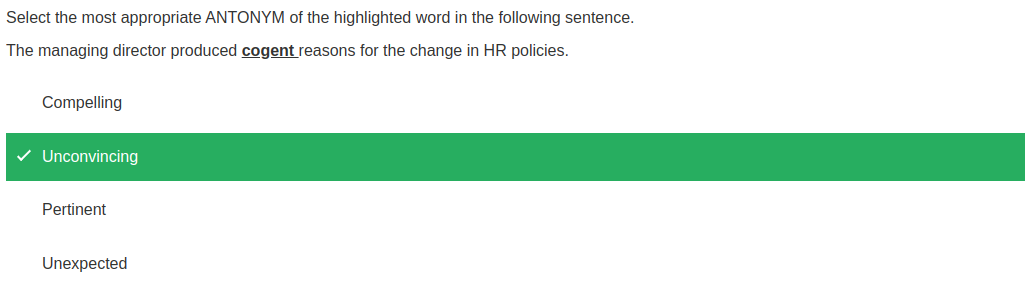 Select the most appropriate ANTONYM of the highlighted word in the following sentence.
The managing director produced cogent reasons for the change in HR policies.
Compelling
Unconvincing
Pertinent
Unexpected